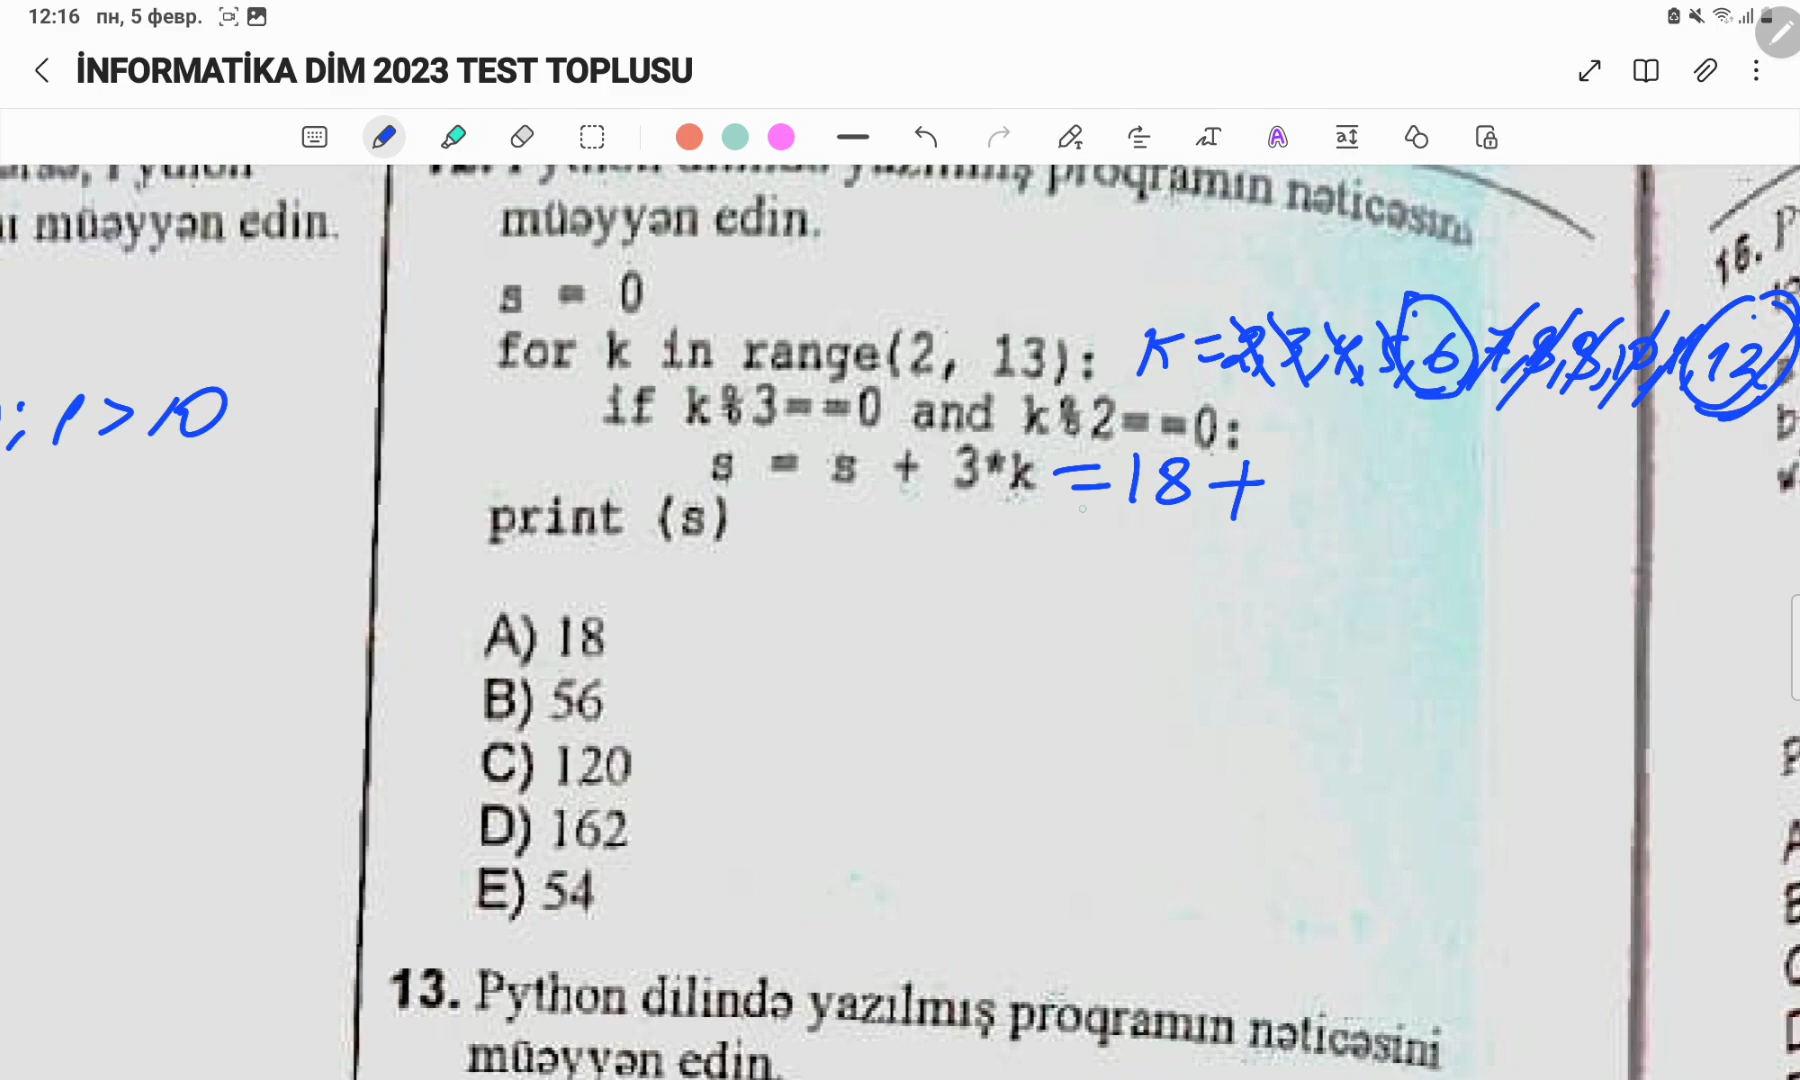 12:16 пн, 5 февр.
İNFORMATİKA DİM 2023 TEST TOPLUSU
müəyyən edin.
proqramın nəticəsini
müəyyən edin.
s = 0
for k in range(2, 13):
if k%3==0 and k%2==0:
s = s + 3*k = 18 +
print (s)
; p > 10
A) 18
B) 56
C) 120
D) 162
E) 54
13. Python dilində yazılmış proqramın nəticəsini
müəyyən edin.
16.